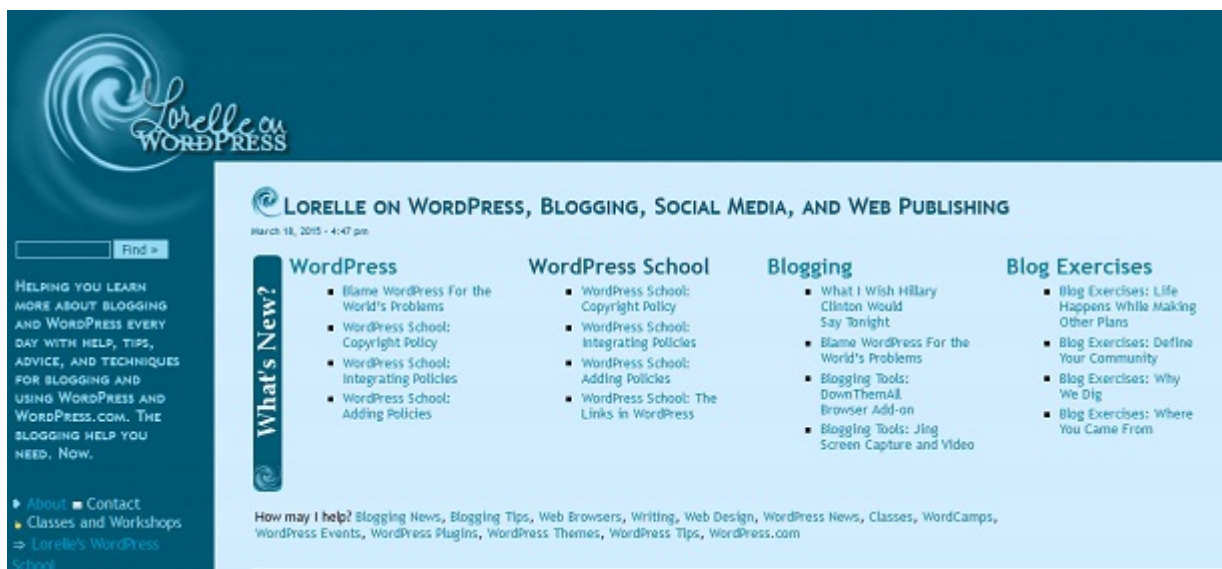 Lorelle on
WORDPRESS
Find »
HELPING YOU LEARN
MORE ABOUT BLOGGING
AND WORDPRESS EVERY
DAY WITH HELP, TIPS,
ADVICE, AND TECHNIQUES
FOR BLOGGING AND
USING WORDPRESS AND
WORDPRESS.COM. THE
BLOGGING HELP YOU
NEED. NOW.
About Contact
Classes and Workshops
⇒ Lorelle's WordPress
School
LORELLE ON WORDPRESS, BLOGGING, SOCIAL MEDIA, AND WEB PUBLISHING
March 18, 2015 - 4:47 pm
What's New?
WordPress
Blame WordPress For the
World's Problems
WordPress School:
Copyright Policy
WordPress School:
Integrating Policies
WordPress School:
Adding Policies
WordPress School
WordPress School:
Copyright Policy
WordPress School:
Integrating Policies
WordPress School:
Adding Policies
WordPress School: The
Links in WordPress
Blogging
What I Wish Hillary
Clinton Would
Say Tonight
Blame WordPress For the
World's Problems
Blogging Tools:
DownThemAll
Browser Add-on
Blogging Tools: Jing
Screen Capture and Video
Blog Exercises
Blog Exercises: Life
Happens While Making
Other Plans
Blog Exercises: Define
Your Community
Blog Exercises: Why
We Dig
Blog Exercises: Where
You Came From
How may I help? Blogging News, Blogging Tips, Web Browsers, Writing, Web Design, WordPress News, Classes, WordCamps,
WordPress Events, WordPress Plugins, WordPress Themes, WordPress Tips, WordPress.com